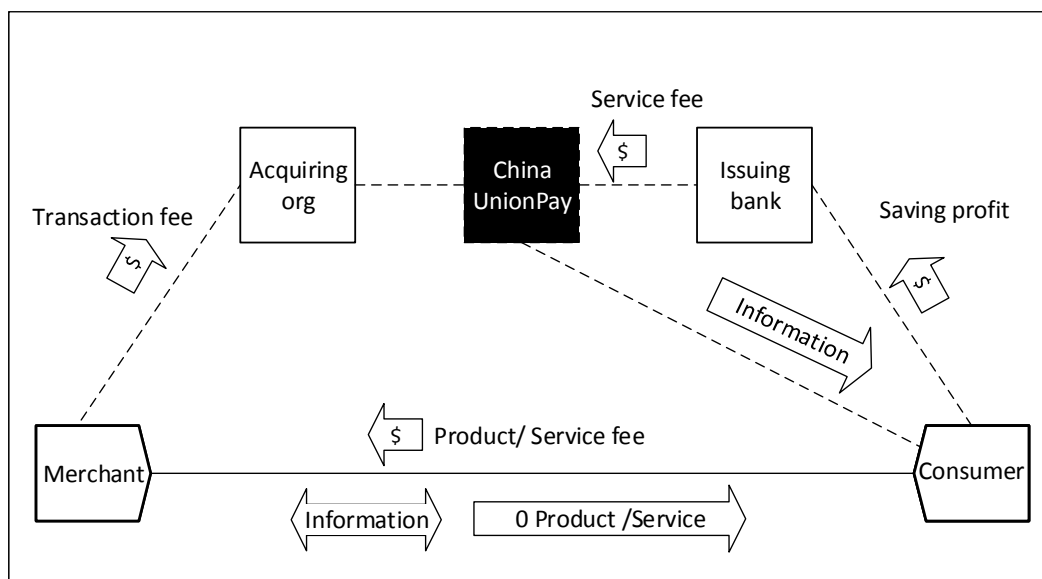 Service fee
$
Acquiring
org
China
UnionPay
Issuing
bank
Transaction fee
$
Saving profit
$
Information
$
Product/ Service fee
Merchant
Consumer
Information
0 Product /Service